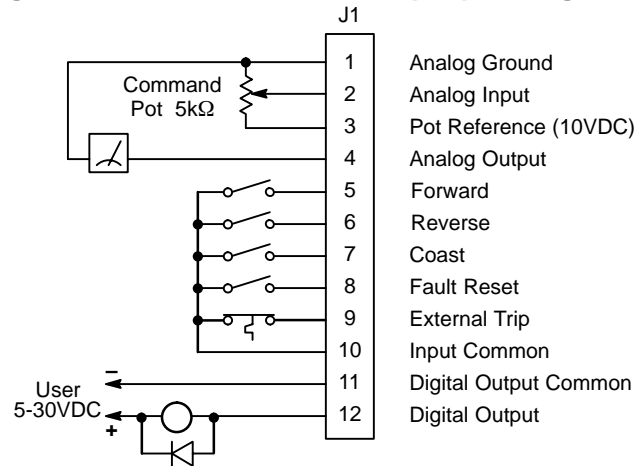 J1
1 Analog Ground
Command
Pot 5kΩ
2 Analog Input
3 Pot Reference (10VDC)
4 Analog Output
5 Forward
6 Reverse
7 Coast
8 Fault Reset
9 External Trip
10 Input Common
−
11 Digital Output Common
User
5-30VDC
12 Digital Output
+